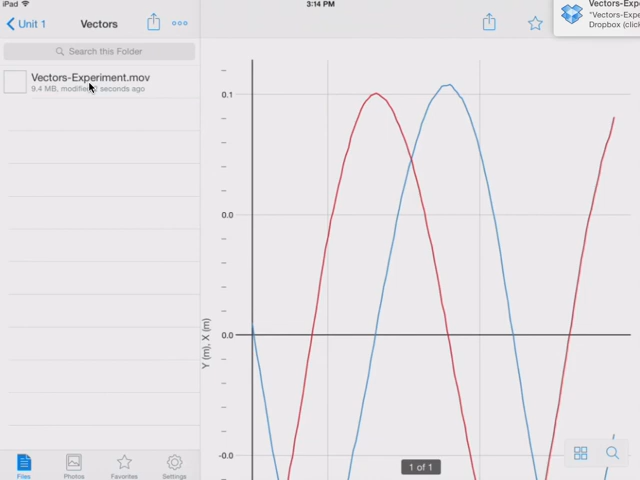 iPad 3:14 PM
Unit 1 Vectors
Vectors-Expe
"Vectors-Expe
Dropbox (click
Search this Folder
Vectors-Experiment.mov
9.4 MB, modified seconds ago
0.1
0.0
0.0
-0.0
Y (m), X (m)
1 of 1
Files Photos Favorites Settings